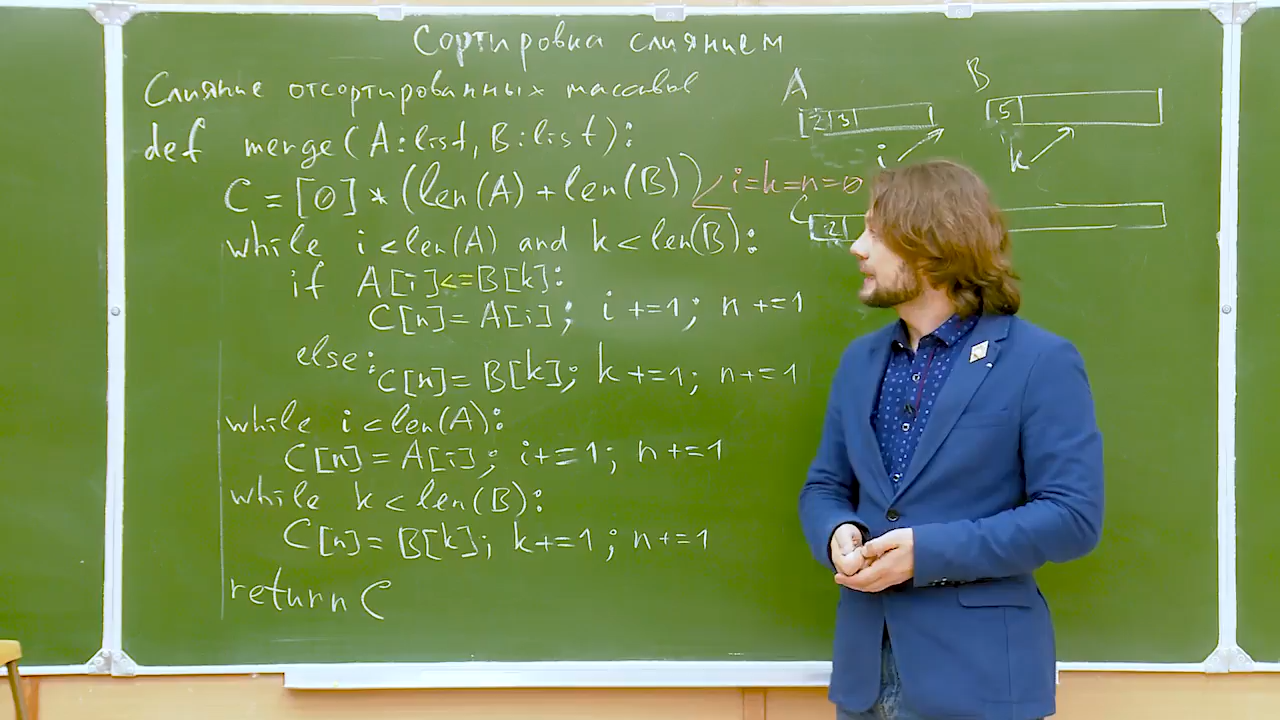 Сортировка слиянием
Слияние отсортированных массивов
def merge(A:list, B:list):
C = [0] * (len(A) + len(B))
i=k=n=0
while i < len(A) and k < len(B):
if A[i] <= B[k]:
C[n] = A[i]; i += 1; n += 1
else:
C[n] = B[k]; k += 1; n += 1
while i < len(A):
C[n] = A[i]; i += 1; n += 1
while k < len(B):
C[n] = B[k]; k += 1; n += 1
return C
A
2 3
i
B
5
k
C
2